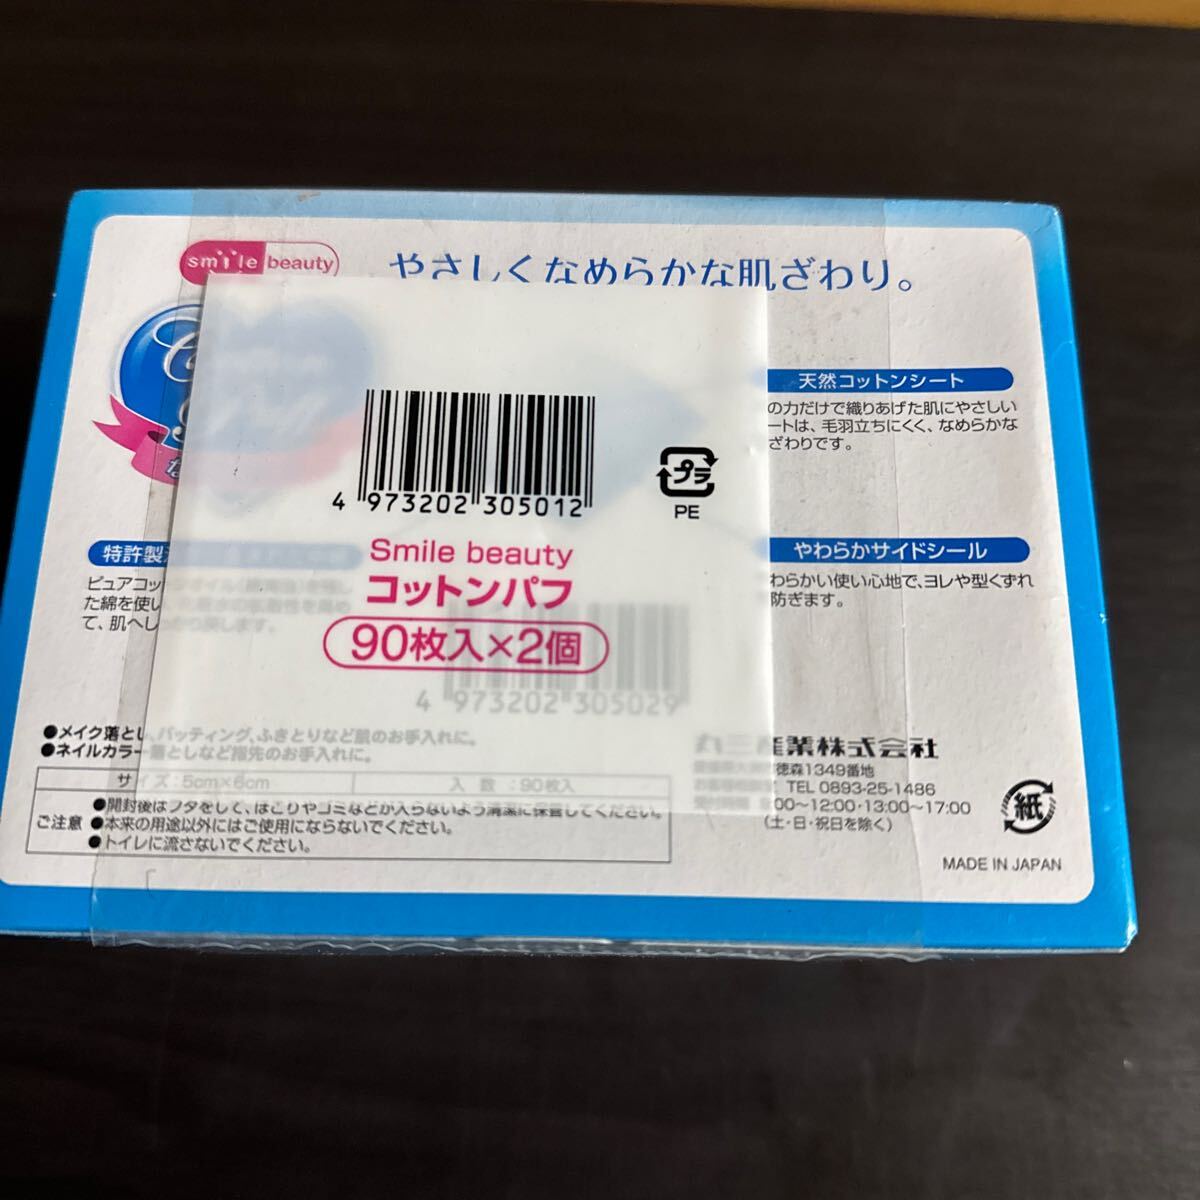 smile beauty
やさしくなめらかな肌ざわり。
天然コットンシート
の力だけで織りあげた肌にやさしい
ートは、毛羽立ちにくく、なめらかな
ざわりです。
4 973202 305012
プラ
PE
Smile beauty
コットンパフ
90枚入×2個
特許製
ピュアコッ
た綿を使い
て、肌へし
やわらかサイドシール
わらかい使い心地で、ヨレや型くずれ
防ぎます。
4 973202 305029
●メイク落とし、パッティング、ふきとりなど肌のお手入れに。
●ネイルカラー落としなど指先のお手入れに。
サイズ:5cm×6cm 入数:90枚入
ご注意
●開封後はフタをして、ほこりやゴミなどが入らないよう清潔に保管してください。
●本来の用途以外にはご使用にならないでください。
●トイレに流さないでください。
丸三産業株式会社
徳森1349番地
TEL 0893-25-1486
00~12:00・13:00~17:00
(土・日・祝日を除く)
紙
MADE IN JAPAN